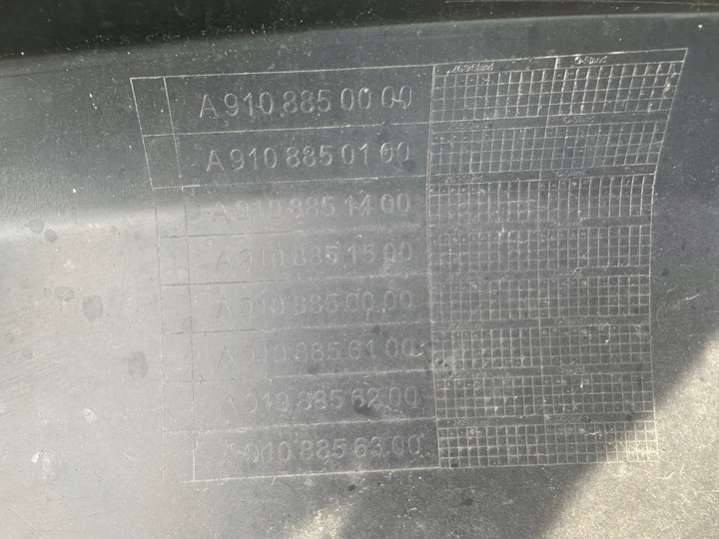 A 910 885 00 00
A 910 885 01 00
A 910 885 14 00
A 910 885 15 00
A 910 885 60 00
A 910 885 61 00
A 910 885 62 00
A 910 885 63 00